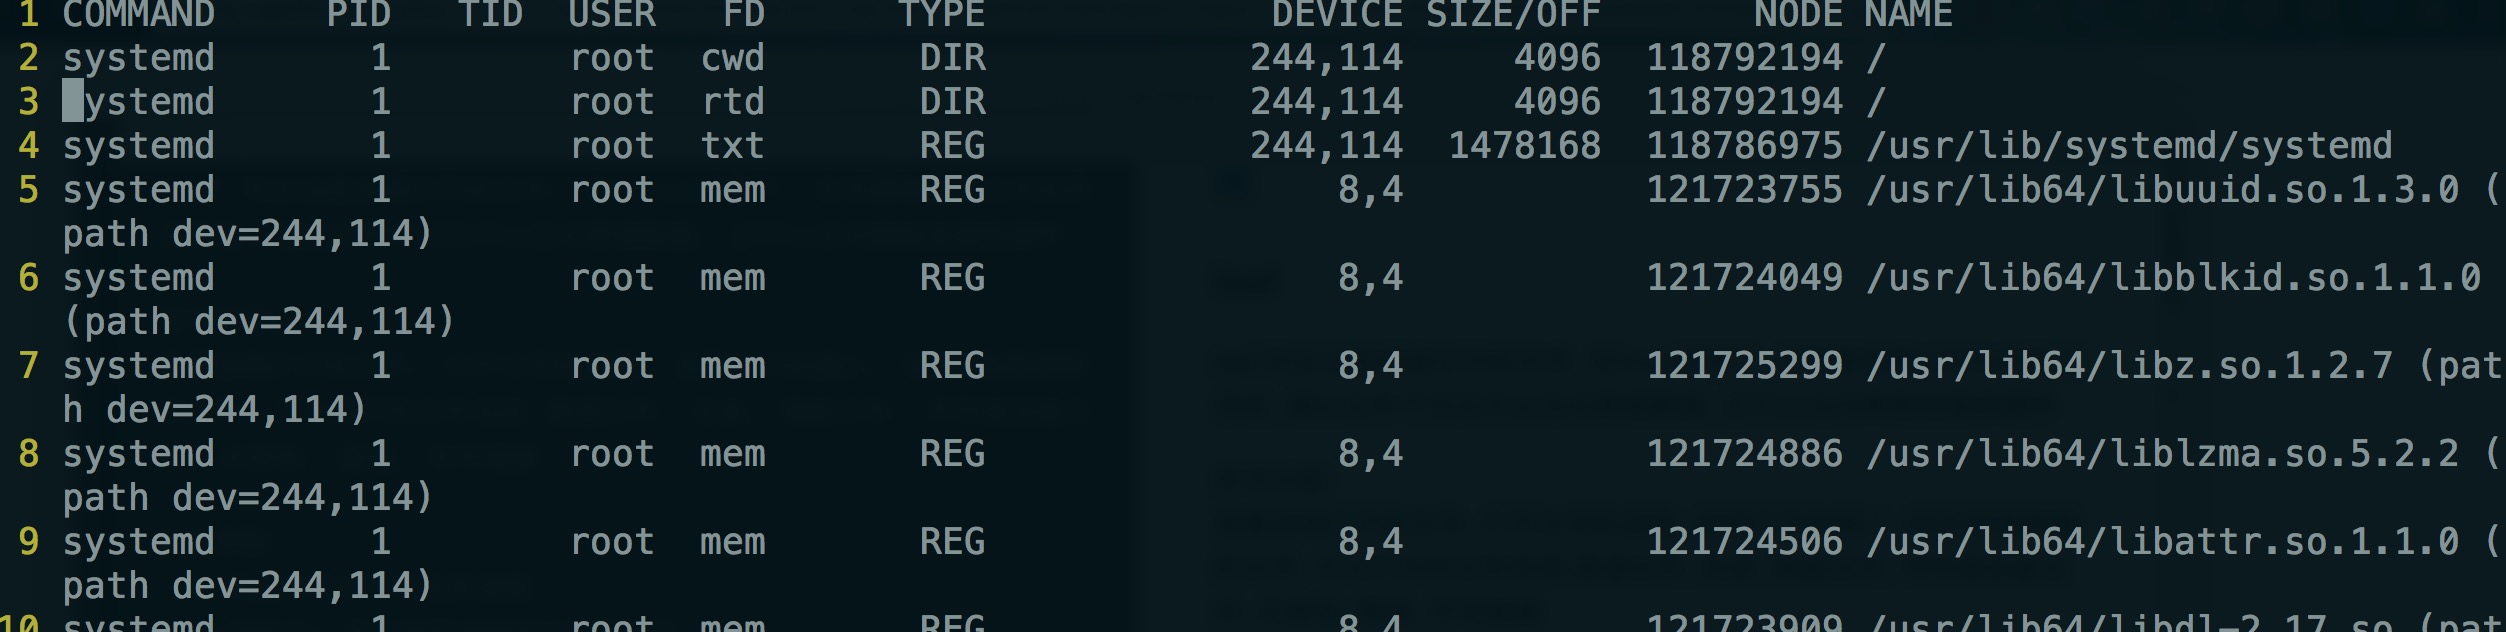 1 COMMAND PID TID USER FD TYPE DEVICE SIZE/OFF NODE NAME
2 systemd 1 root cwd DIR 244,114 4096 118792194 /
3 systemd 1 root rtd DIR 244,114 4096 118792194 /
4 systemd 1 root txt REG 244,114 1478168 118786975 /usr/lib/systemd/systemd
5 systemd 1 root mem REG 8,4 121723755 /usr/lib64/libuuid.so.1.3.0 (
path dev=244,114)
6 systemd 1 root mem REG 8,4 121724049 /usr/lib64/libblkid.so.1.1.0
(path dev=244,114)
7 systemd 1 root mem REG 8,4 121725299 /usr/lib64/libz.so.1.2.7 (pat
h dev=244,114)
8 systemd 1 root mem REG 8,4 121724886 /usr/lib64/liblzma.so.5.2.2 (
path dev=244,114)
9 systemd 1 root mem REG 8,4 121724506 /usr/lib64/libattr.so.1.1.0 (
path dev=244,114)
10 systemd 1 root mem REG 8,4 121723909 /usr/lib64/libdl-2.17.so (pat